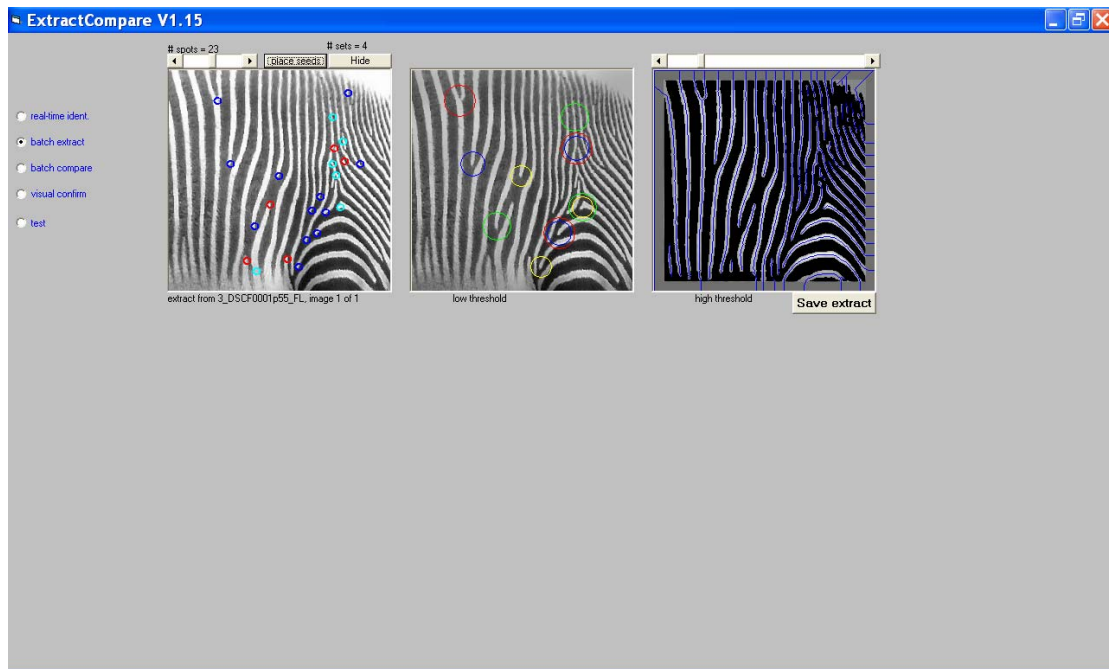 ExtractCompare V1.15
# spots = 23
# sets = 4
place seeds
Hide
real-time ident.
batch extract
batch compare
visual confirm
test
extract from 3_DSCF0001p55_FL, image 1 of 1
low threshold
high threshold
Save extract